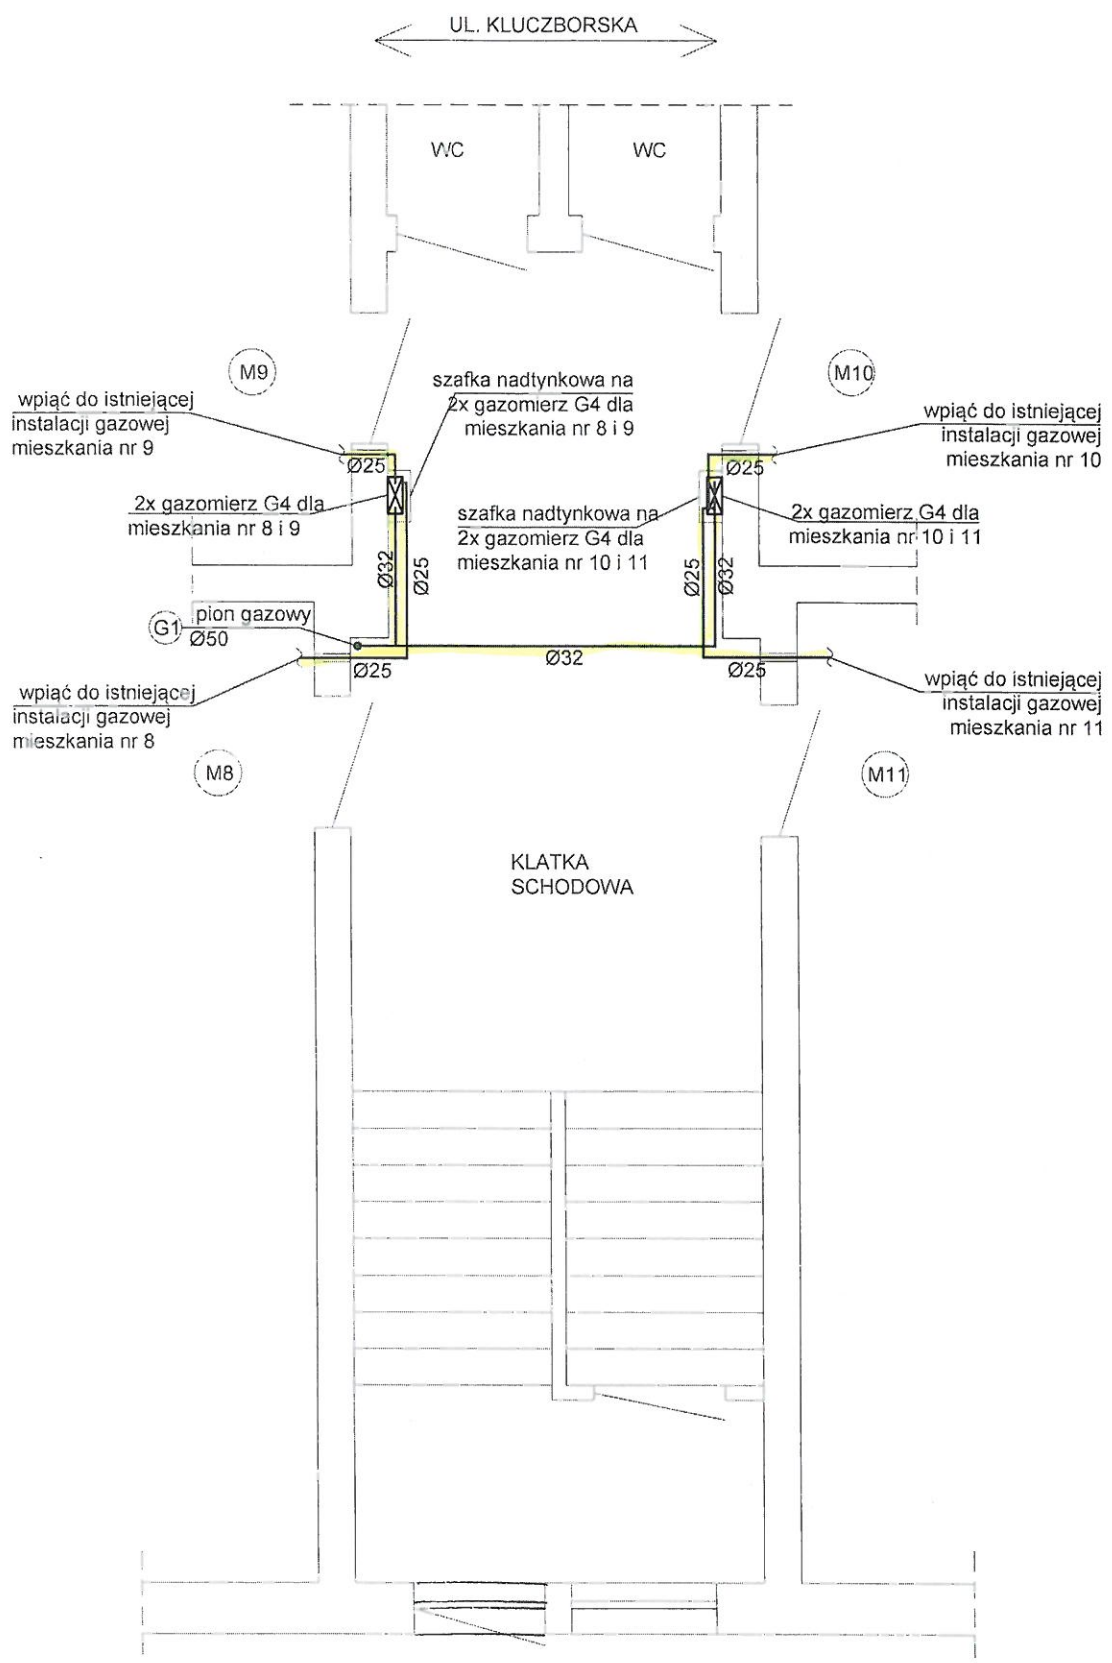 UL. KLUCZBORSKA
WC
WC
M9
M10
szafka nadtynkowa na
2x gazomierz G4 dla
mieszkania nr 8 i 9
wpiąć do istniejącej
instalacji gazowej
mieszkania nr 9
wpiąć do istniejącej
instalacji gazowej
mieszkania nr 10
Ø25
Ø25
2x gazomierz G4 dla
mieszkania nr 8 i 9
szafka nadtynkowa na
2x gazomierz G4 dla
mieszkania nr 10 i 11
2x gazomierz G4 dla
mieszkania nr 10 i 11
Ø32
Ø25
Ø25
Ø32
G1
pion gazowy
Ø50
Ø25
Ø32
Ø25
wpiąć do istniejącej
instalacji gazowej
mieszkania nr 8
wpiąć do istniejącej
instalacji gazowej
mieszkania nr 11
M8
M11
KLATKA
SCHODOWA